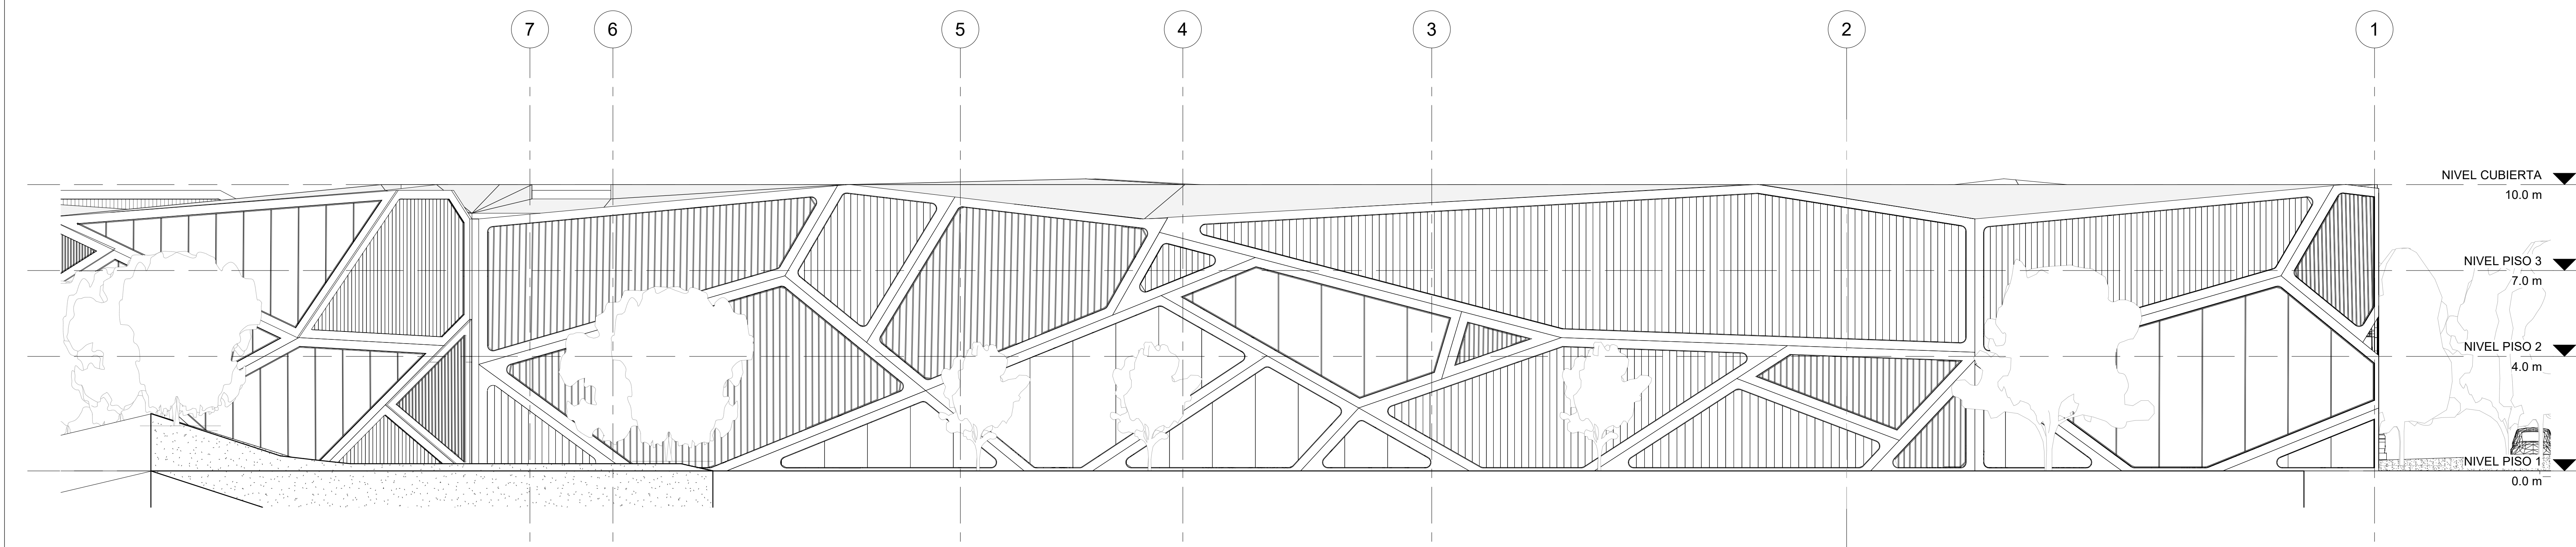 7 6 5 4 3 2 1
NIVEL CUBIERTA
10.0 m
NIVEL PISO 3
7.0 m
NIVEL PISO 2
4.0 m
NIVEL PISO 1
0.0 m